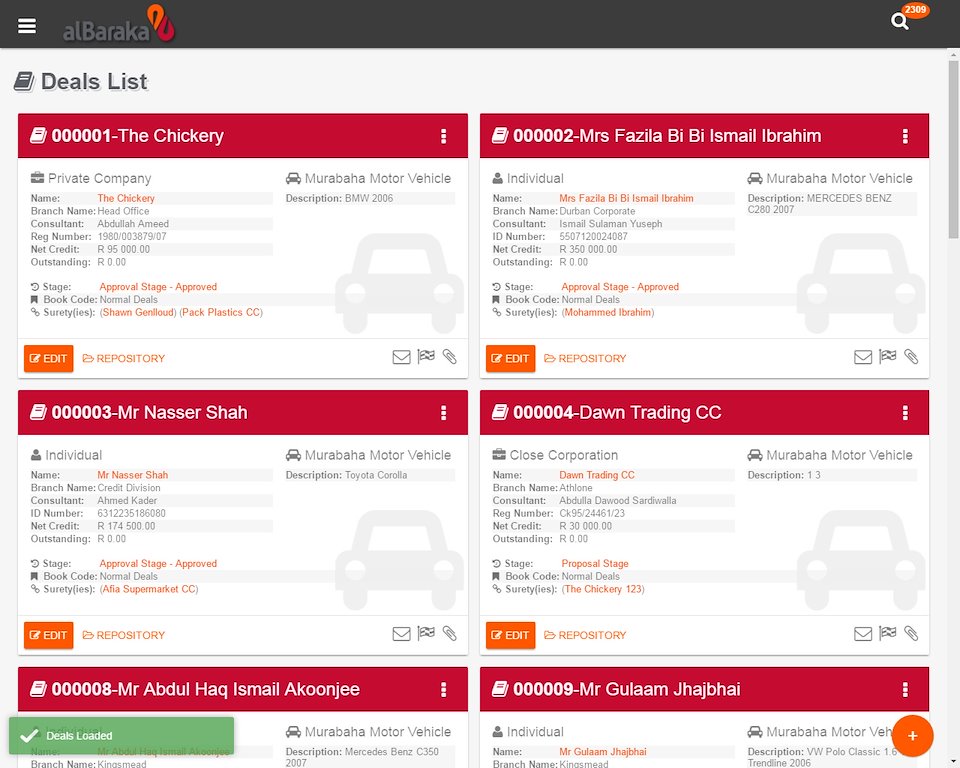 alBaraka
2309
Deals List
000001-The Chickery
Private Company
Name: The Chickery
Branch Name: Head Office
Consultant: Abdullah Ameed
Reg Number: 1980/003879/07
Net Credit: R 95 000.00
Outstanding: R 0.00
Murabaha Motor Vehicle
Description: BMW 2006
Stage: Approval Stage - Approved
Book Code: Normal Deals
Surety(ies): (Shawn Genlloud) (Pack Plastics CC)
EDIT REPOSITORY
000002-Mrs Fazila Bi Bi Ismail Ibrahim
Individual
Name: Mrs Fazila Bi Bi Ismail Ibrahim
Branch Name: Durban Corporate
Consultant: Ismail Sulaman Yuseph
ID Number: 5507120024087
Net Credit: R 350 000.00
Outstanding: R 0.00
Murabaha Motor Vehicle
Description: MERCEDES BENZ
C280 2007
Stage: Approval Stage - Approved
Book Code: Normal Deals
Surety(ies): (Mohammed Ibrahim)
EDIT REPOSITORY
000003-Mr Nasser Shah
Individual
Name: Mr Nasser Shah
Branch Name: Credit Division
Consultant: Ahmed Kader
ID Number: 6312235186080
Net Credit: R 174 500.00
Outstanding: R 0.00
Murabaha Motor Vehicle
Description: Toyota Corolla
Stage: Approval Stage - Approved
Book Code: Normal Deals
Surety(ies): (Afia Supermarket CC)
EDIT REPOSITORY
000004-Dawn Trading CC
Close Corporation
Name: Dawn Trading CC
Branch Name: Athlone
Consultant: Abdulla Dawood Sardiwalla
Reg Number: Ck95/24461/23
Net Credit: R 30 000.00
Outstanding: R 0.00
Murabaha Motor Vehicle
Description: 1 3
Stage: Proposal Stage
Book Code: Normal Deals
Surety(ies): (The Chickery 123)
EDIT REPOSITORY
000008-Mr Abdul Haq Ismail Akoonjee
Individual
Name: Mr Abdul Haq Ismail Akoonjee
Branch Name: Kingsmead
Murabaha Motor Vehicle
Description: Mercedes Benz C350
2007
Deals Loaded
000009-Mr Gulaam Jhajbhai
Individual
Name: Mr Gulaam Jhajbhai
Branch Name: Kingsmead
Murabaha Motor Vehicle
Description: VW Polo Classic 1.6
Trendline 2006
+